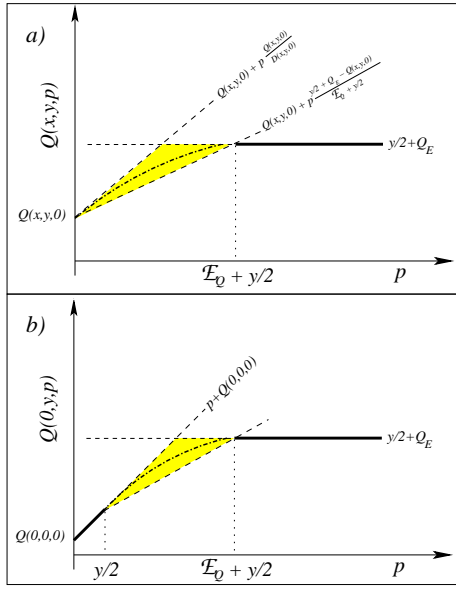 a)
Q(x,y,p)
Q(x,y,0) + p Q(x,y,0)/D(x,y,0)
Q(x,y,0) + p (y/2 + Q_E − Q(x,y,0))/(ℰ_Q + y/2)
y/2+Q_E
Q(x,y,0)
ℰ_Q + y/2
p
b)
Q(0,y,p)
p+Q(0,0,0)
y/2+Q_E
Q(0,0,0)
y/2
ℰ_Q + y/2
p